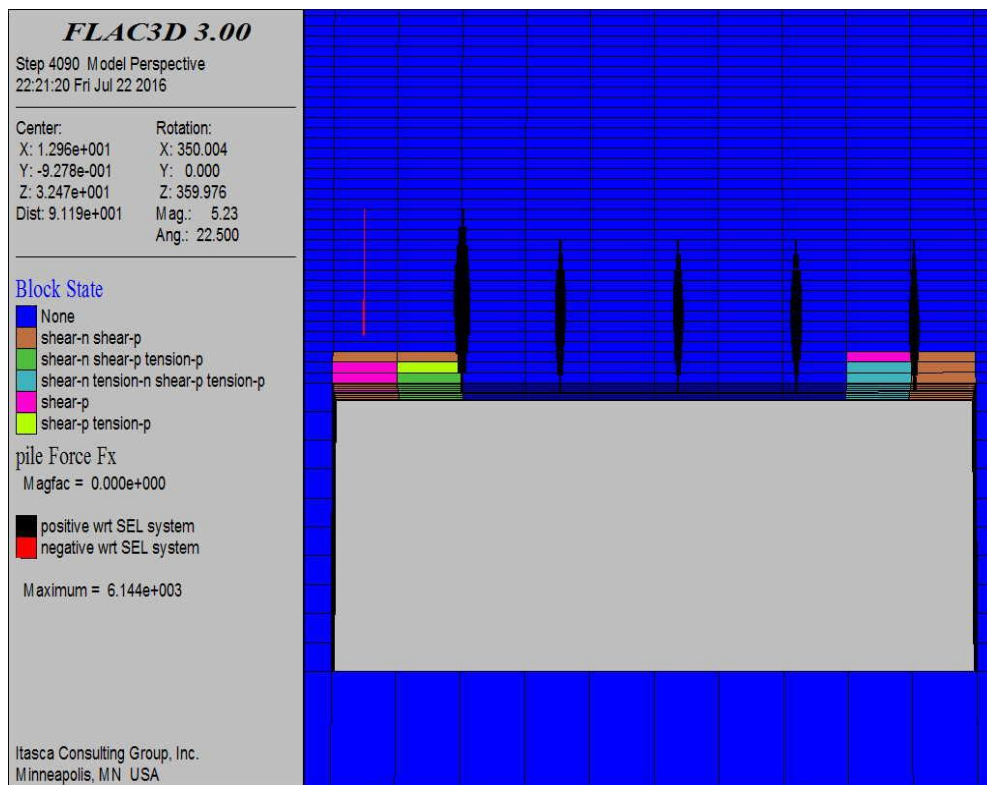 FLAC3D 3.00
Step 4090 Model Perspective
22:21:20 Fri Jul 22 2016
Center:
X: 1.296e+001
Y: -9.278e-001
Z: 3.247e+001
Dist: 9.119e+001
Rotation:
X: 350.004
Y: 0.000
Z: 359.976
Mag.: 5.23
Ang.: 22.500
Block State
None
shear-n shear-p
shear-n shear-p tension-p
shear-n tension-n shear-p tension-p
shear-p
shear-p tension-p
pile Force Fx
Magfac = 0.000e+000
positive wrt SEL system
negative wrt SEL system
Maximum = 6.144e+003
Itasca Consulting Group, Inc.
Minneapolis, MN USA